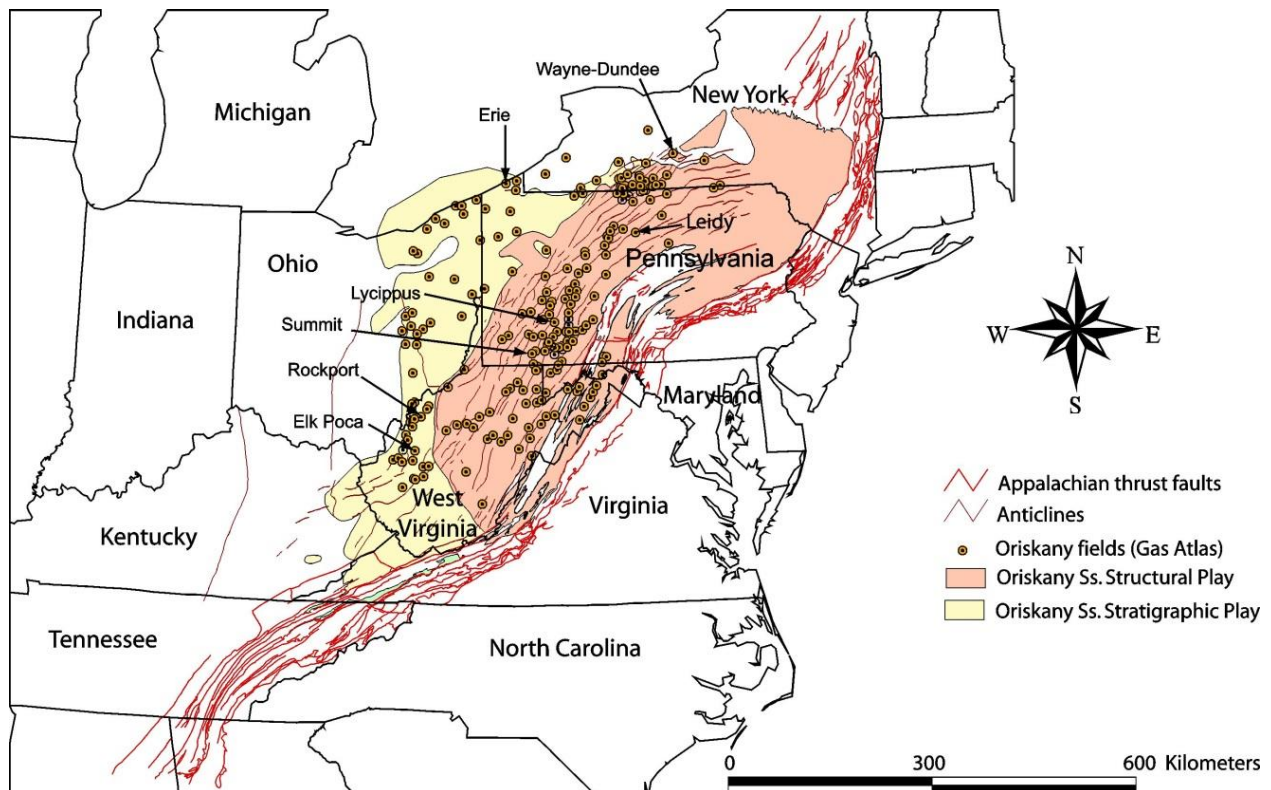 Wayne-Dundee
New York
Michigan
Erie
Leidy
Ohio
Pennsylvania
Lycippus
Indiana
Summit
Rockport
Maryland
Elk Poca
West
Virginia
Virginia
Kentucky
Tennessee
North Carolina
N
W
E
S
Appalachian thrust faults
Anticlines
Oriskany fields (Gas Atlas)
Oriskany Ss. Structural Play
Oriskany Ss. Stratigraphic Play
0
300
600 Kilometers